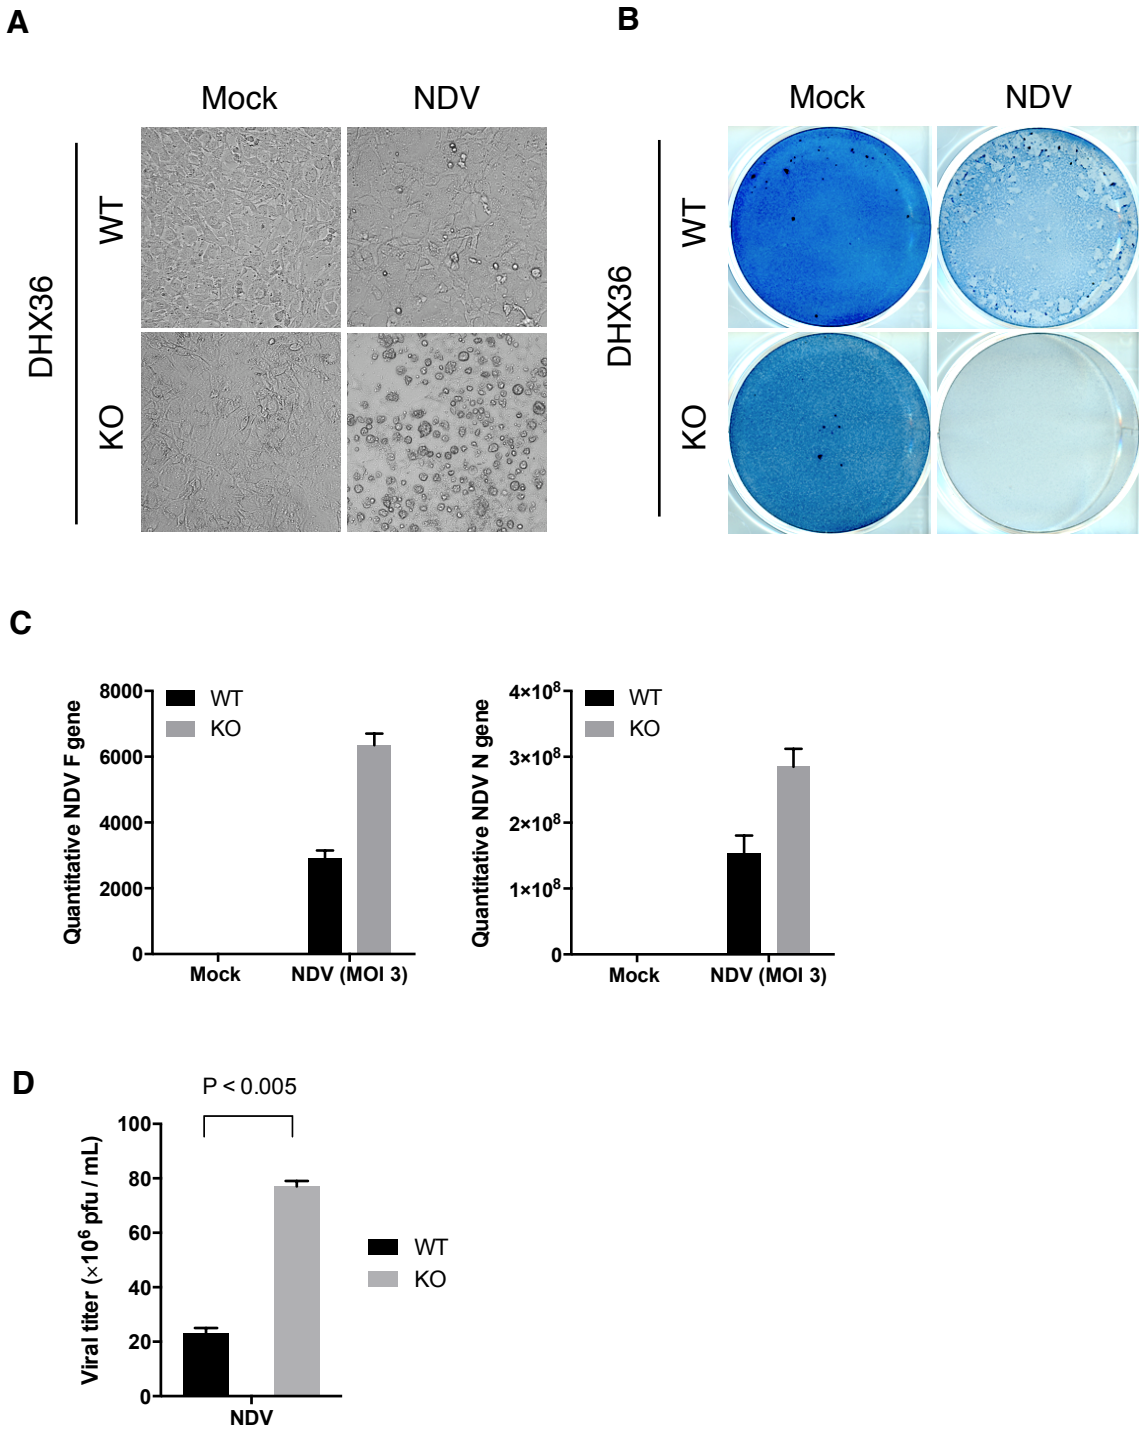 A
Mock NDV
DHX36
WT
KO
B
Mock NDV
DHX36
WT
KO
C
Quantitative NDV F gene
8000
6000
4000
2000
0
WT
KO
Mock NDV (MOI 3)
Quantitative NDV N gene
4×10⁸
3×10⁸
2×10⁸
1×10⁸
0
WT
KO
Mock NDV (MOI 3)
D
P < 0.005
Viral titer (×10⁶ pfu / mL)
100
80
60
40
20
0
NDV
WT
KO